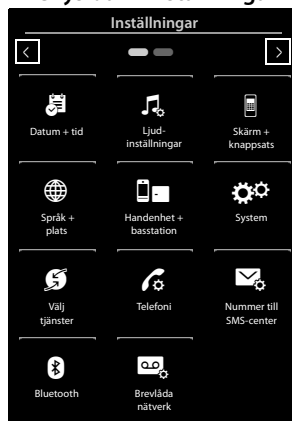 Inställningar
Datum + tid
Ljud-
inställningar
Skärm +
knappsats
Språk +
plats
Handenhet +
basstation
System
Välj
tjänster
Telefoni
Nummer till
SMS-center
Bluetooth
Brevlåda
nätverk